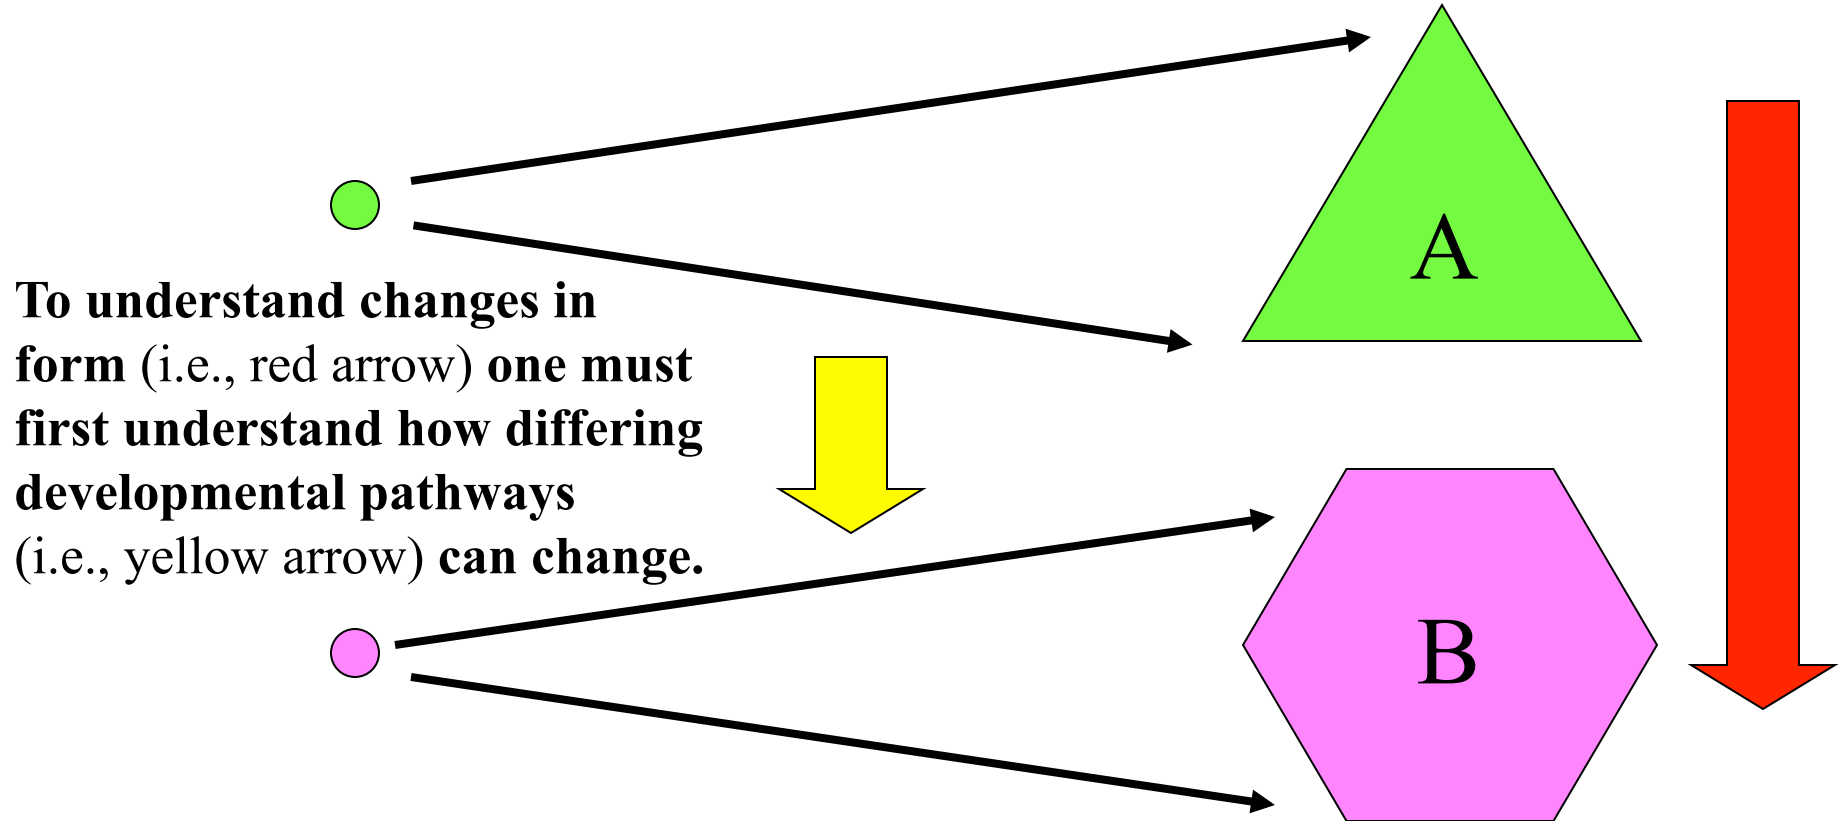 A
To understand changes in
form (i.e., red arrow) one must
first understand how differing
developmental pathways
(i.e., yellow arrow) can change.
B